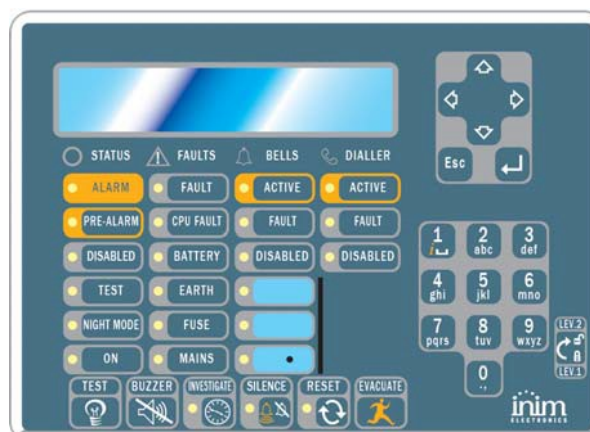 STATUS FAULTS BELLS DIALLER
ALARM FAULT ACTIVE ACTIVE
PRE-ALARM CPU FAULT FAULT FAULT
DISABLED BATTERY DISABLED DISABLED
TEST EARTH
NIGHT MODE FUSE
ON MAINS
TEST BUZZER INVESTIGATE SILENCE RESET EVACUATE
Esc
1 2 abc 3 def
4 ghi 5 jkl 6 mno
7 pqrs 8 tuv 9 wxyz
0 .,
LEV.2
LEV.1
inim
ELECTRONICS